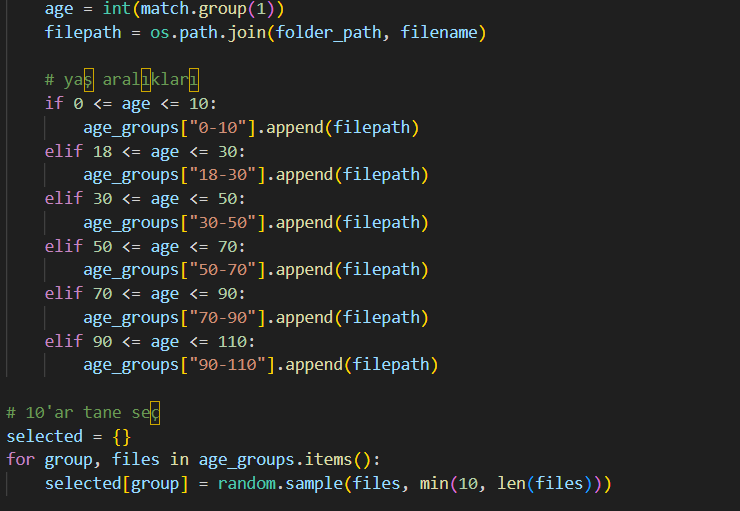 age = int(match.group(1))
filepath = os.path.join(folder_path, filename)
# yaş aralıkları
if 0 <= age <= 10:
age_groups["0-10"].append(filepath)
elif 18 <= age <= 30:
age_groups["18-30"].append(filepath)
elif 30 <= age <= 50:
age_groups["30-50"].append(filepath)
elif 50 <= age <= 70:
age_groups["50-70"].append(filepath)
elif 70 <= age <= 90:
age_groups["70-90"].append(filepath)
elif 90 <= age <= 110:
age_groups["90-110"].append(filepath)
# 10'ar tane seç
selected = {}
for group, files in age_groups.items():
selected[group] = random.sample(files, min(10, len(files)))